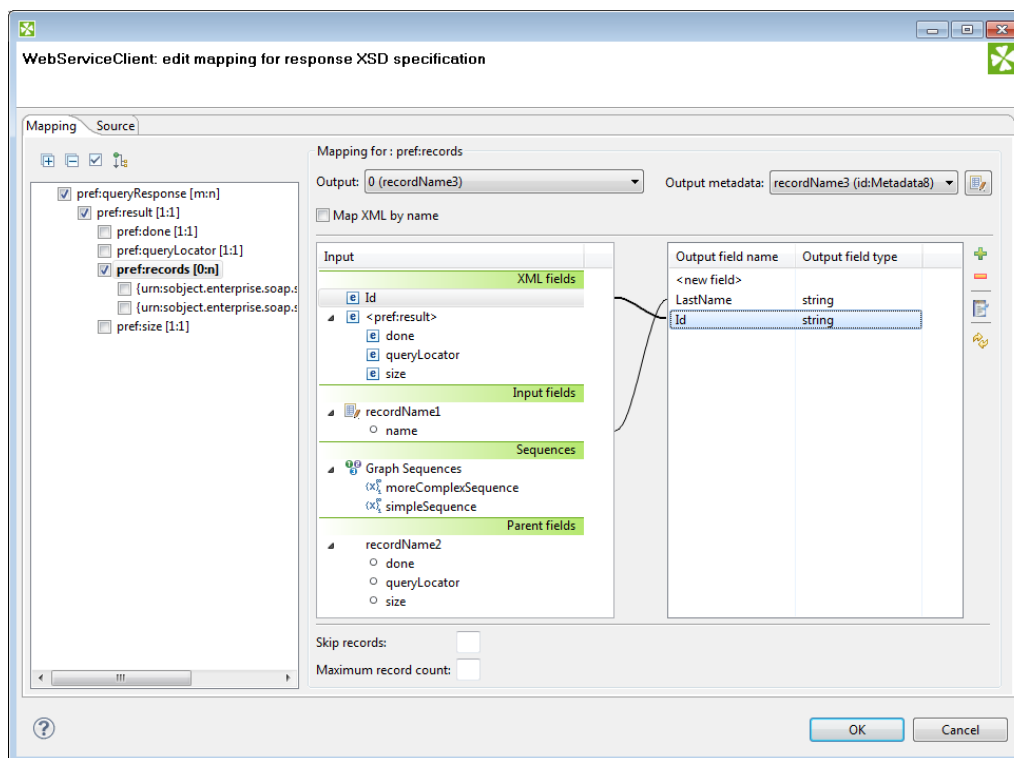 WebServiceClient: edit mapping for response XSD specification
Mapping
Source
pref:queryResponse [m:n]
pref:result [1:1]
pref:done [1:1]
pref:queryLocator [1:1]
pref:records [0:n]
{urn:sobject.enterprise.soap.s
{urn:sobject.enterprise.soap.s
pref:size [1:1]
Mapping for : pref:records
Output: 0 (recordName3)
Output metadata: recordName3 (id:Metadata8)
Map XML by name
Input
XML fields
Id
<pref:result>
done
queryLocator
size
Input fields
recordName1
name
Sequences
Graph Sequences
moreComplexSequence
simpleSequence
Parent fields
recordName2
done
queryLocator
size
Output field name Output field type
<new field>
LastName string
Id string
Skip records:
Maximum record count:
OK
Cancel